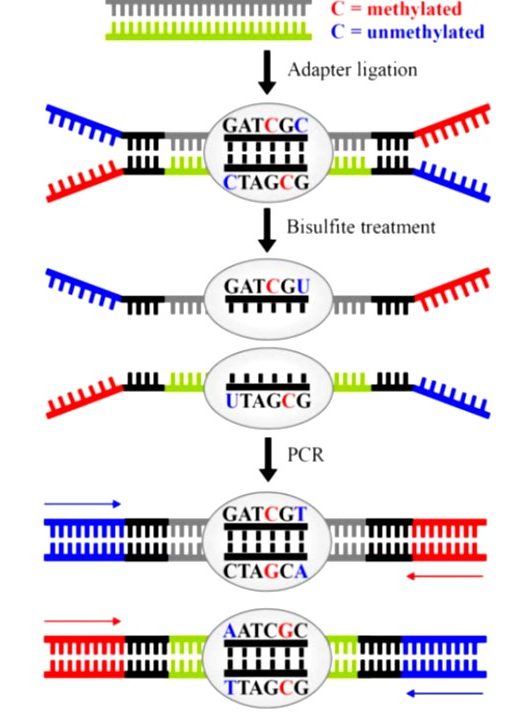 C = methylated
C = unmethylated
Adapter ligation
GATCGC
CTAGCG
Bisulfite treatment
GATCGU
UTAGCG
PCR
GATCGT
CTAGCA
AATCGC
TTAGCG